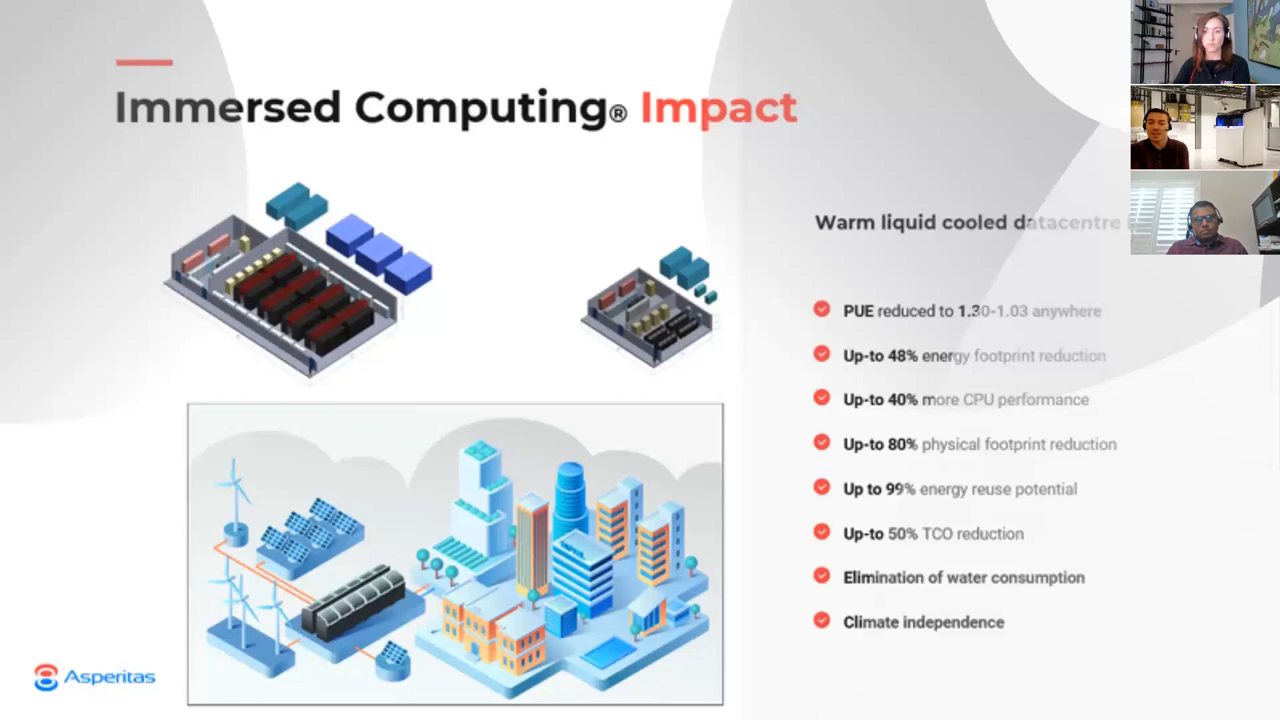 Immersed Computing® Impact
Warm liquid cooled datacentre
PUE reduced to 1.30-1.03 anywhere
Up-to 48% energy footprint reduction
Up-to 40% more CPU performance
Up-to 80% physical footprint reduction
Up to 99% energy reuse potential
Up-to 50% TCO reduction
Elimination of water consumption
Climate independence
Asperitas